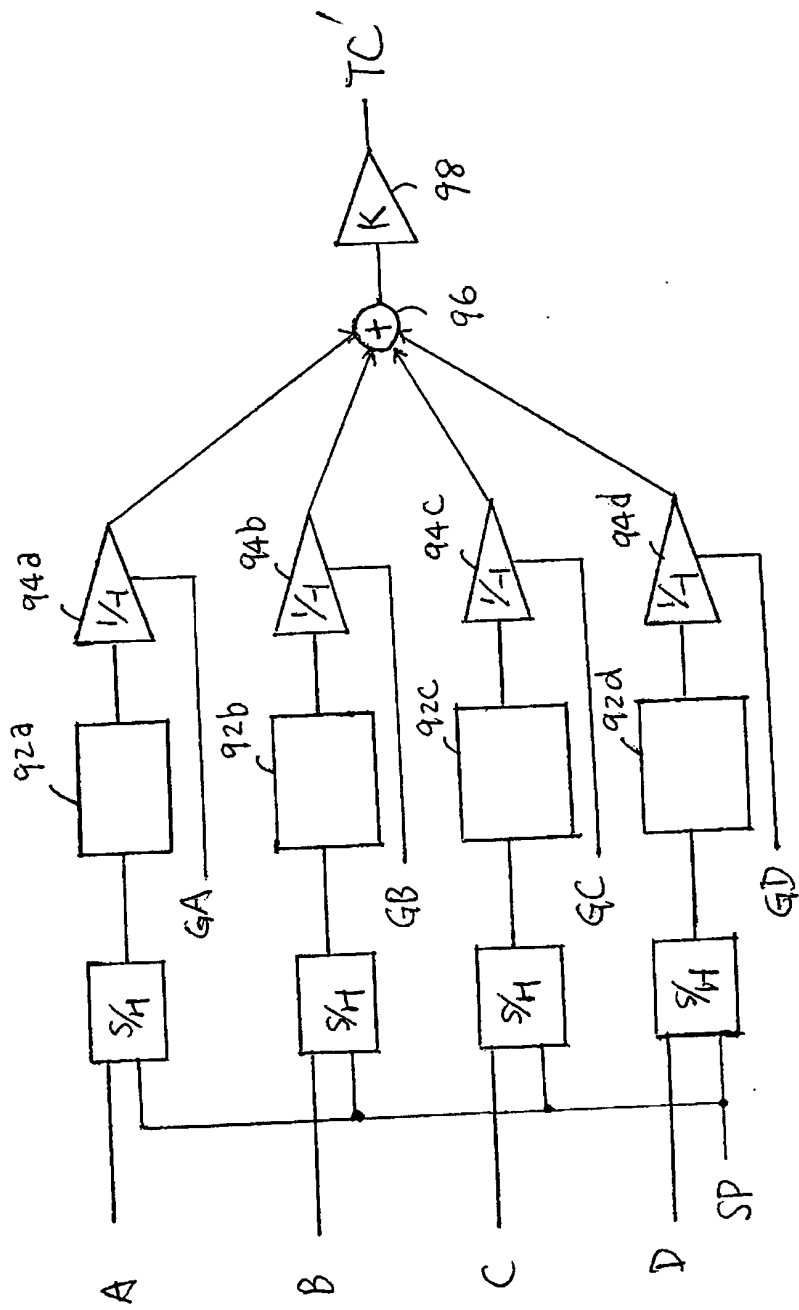 A
S/H
92a
GA
94a
1/-1
B
S/H
92b
GB
94b
1/-1
C
S/H
92c
GC
94c
1/-1
D
SP
S/H
92d
GD
94d
1/-1
+
96
K
98
TC'